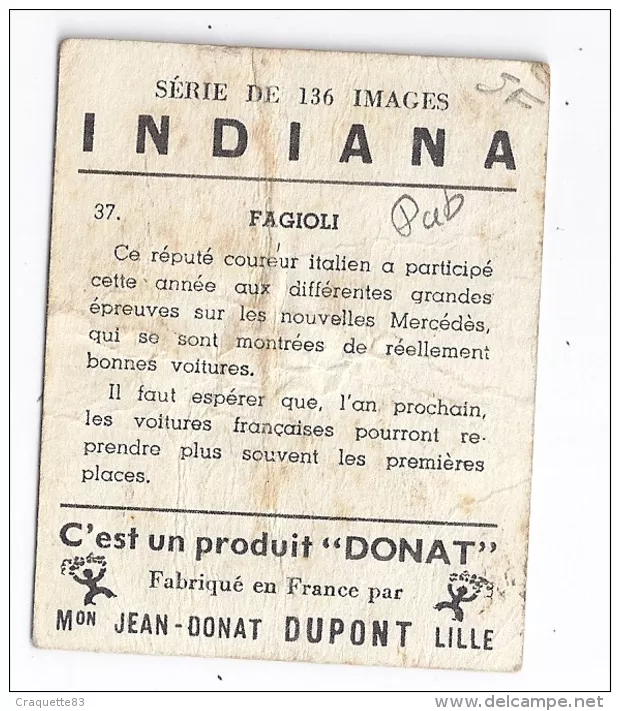 5F
SÉRIE DE 136 IMAGES
INDIANA
37.
FAGIOLI
Pub
Ce réputé coureur italien a participé
cette année aux différentes grandes
épreuves sur les nouvelles Mercédès,
qui se sont montrées de réellement
bonnes voitures.
Il faut espérer que, l'an prochain,
les voitures françaises pourront re-
prendre plus souvent les premières
places.
C'est un produit "DONAT"
Fabriqué en France par
Mon JEAN-DONAT DUPONT LILLE
Craquette83
www.delcampe.net